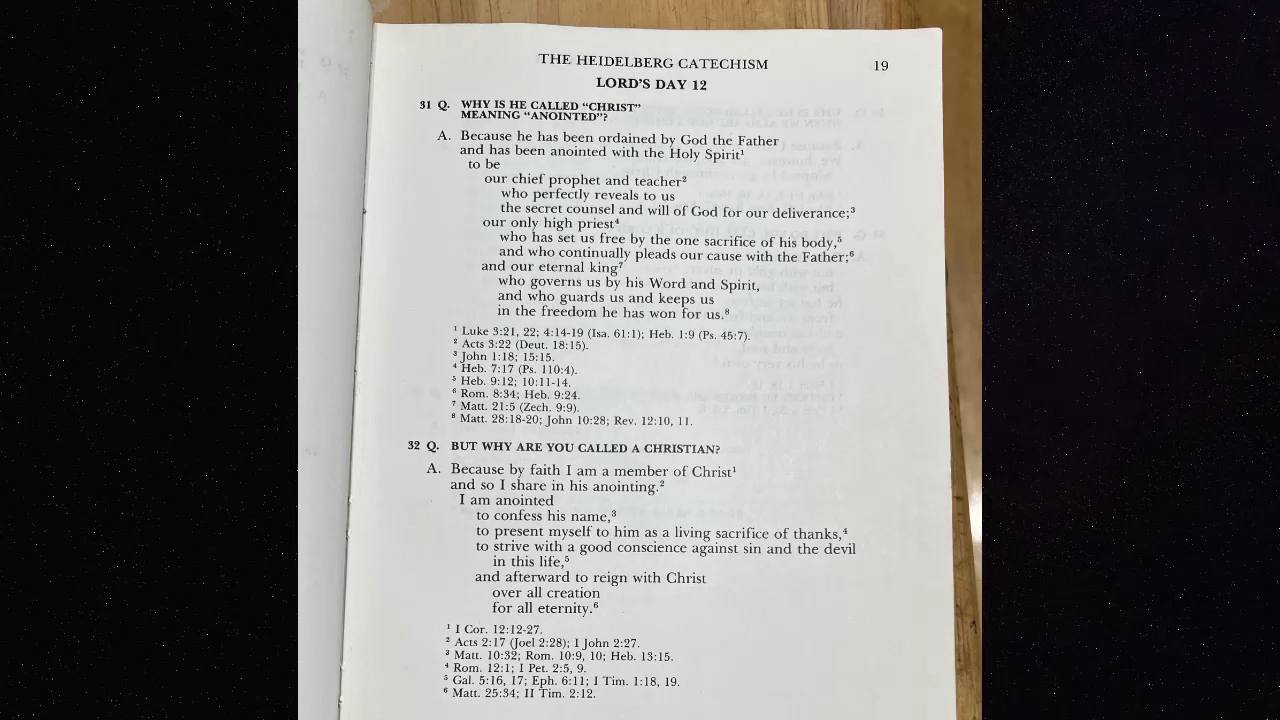 THE HEIDELBERG CATECHISM 19
LORD'S DAY 12
31 Q. WHY IS HE CALLED “CHRIST”
MEANING “ANOINTED”?
A. Because he has been ordained by God the Father
and has been anointed with the Holy Spirit¹
to be
our chief prophet and teacher²
who perfectly reveals to us
the secret counsel and will of God for our deliverance;³
our only high priest⁴
who has set us free by the one sacrifice of his body,⁵
and who continually pleads our cause with the Father;⁶
and our eternal king⁷
who governs us by his Word and Spirit,
and who guards us and keeps us
in the freedom he has won for us.⁸
¹ Luke 3:21, 22; 4:14-19 (Isa. 61:1); Heb. 1:9 (Ps. 45:7).
² Acts 3:22 (Deut. 18:15).
³ John 1:18; 15:15.
⁴ Heb. 7:17 (Ps. 110:4).
⁵ Heb. 9:12; 10:11-14.
⁶ Rom. 8:34; Heb. 9:24.
⁷ Matt. 21:5 (Zech. 9:9).
⁸ Matt. 28:18-20; John 10:28; Rev. 12:10, 11.
32 Q. BUT WHY ARE YOU CALLED A CHRISTIAN?
A. Because by faith I am a member of Christ¹
and so I share in his anointing.²
I am anointed
to confess his name,³
to present myself to him as a living sacrifice of thanks,⁴
to strive with a good conscience against sin and the devil
in this life,⁵
and afterward to reign with Christ
over all creation
for all eternity.⁶
¹ I Cor. 12:12-27.
² Acts 2:17 (Joel 2:28); I John 2:27.
³ Matt. 10:32; Rom. 10:9, 10; Heb. 13:15.
⁴ Rom. 12:1; I Pet. 2:5, 9.
⁵ Gal. 5:16, 17; Eph. 6:11; I Tim. 1:18, 19.
⁶ Matt. 25:34; II Tim. 2:12.